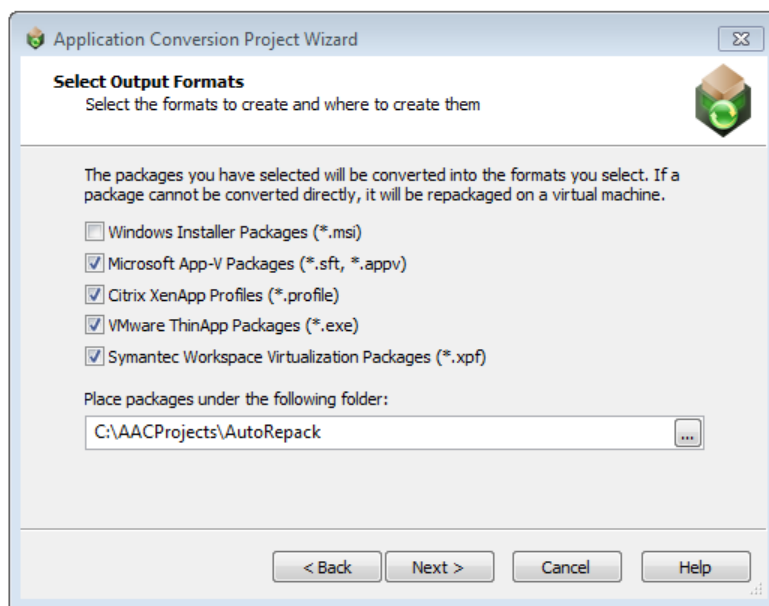 Application Conversion Project Wizard
Select Output Formats
Select the formats to create and where to create them
The packages you have selected will be converted into the formats you select. If a
package cannot be converted directly, it will be repackaged on a virtual machine.
Windows Installer Packages (*.msi)
Microsoft App-V Packages (*.sft, *.appv)
Citrix XenApp Profiles (*.profile)
VMware ThinApp Packages (*.exe)
Symantec Workspace Virtualization Packages (*.xpf)
Place packages under the following folder:
C:\AACProjects\AutoRepack
...
< Back Next > Cancel Help